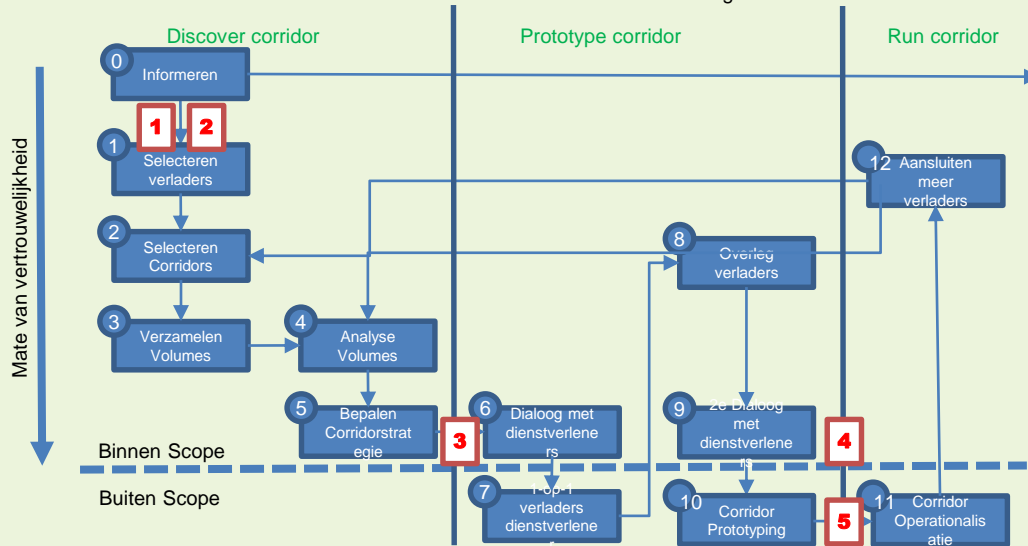 Discover corridor
Prototype corridor
Run corridor
Mate van vertrouwelijkheid
0
Informeren
1
2
1
Selecteren
verladers
2
Selecteren
Corridors
3
Verzamelen
Volumes
4
Analyse
Volumes
5
Bepalen
Corridorstrat
egie
3
6
Dialoog met
dienstverlene
rs
7
1-op-1
verladers
dienstverlene
r
8
Overleg
verladers
9
2e Dialoog
met
dienstverlene
rs
4
10
Corridor
Prototyping
5
11
Corridor
Operationalis
atie
12
Aansluiten
meer
verladers
Binnen Scope
Buiten Scope